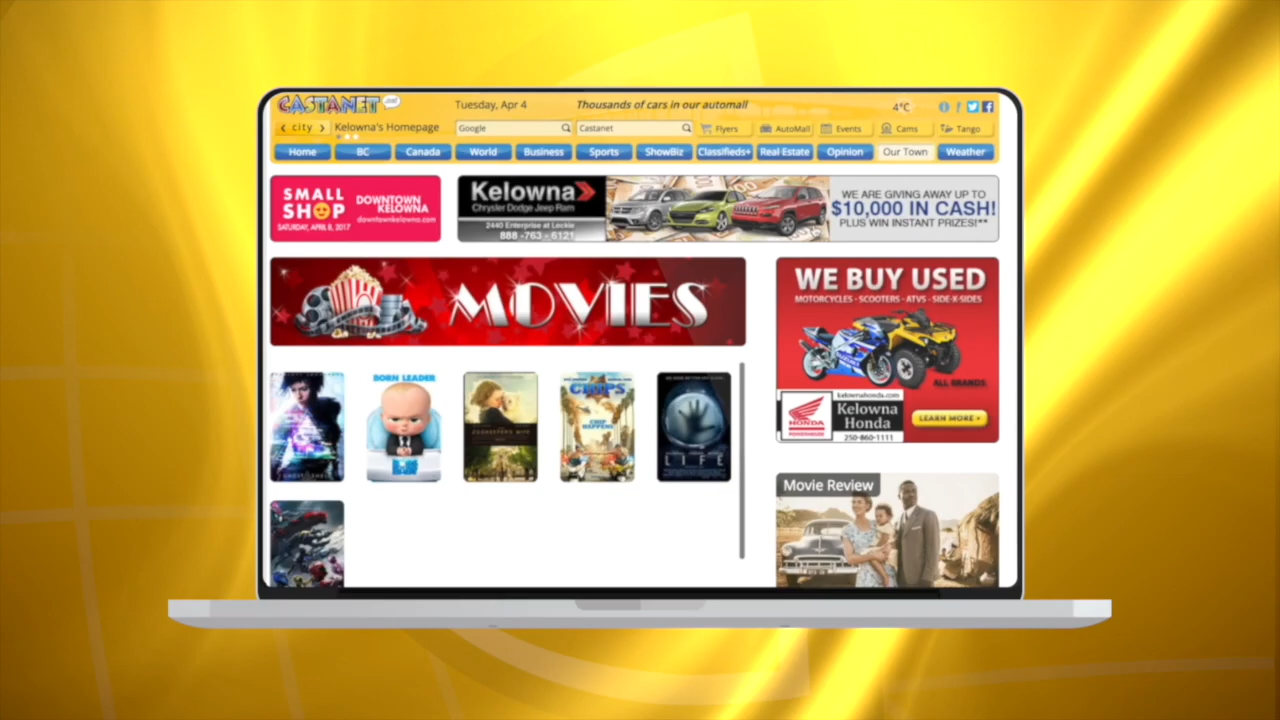 CASTANET .net
Tuesday, Apr 4
Thousands of cars in our automall
4°C
city
Kelowna's Homepage
Google
Castanet
Flyers
AutoMall
Events
Cams
Tango
Home
BC
Canada
World
Business
Sports
ShowBiz
Classifieds+
Real Estate
Opinion
Our Town
Weather
SMALL
SHOP
SATURDAY, APRIL 8, 2017
DOWNTOWN
KELOWNA
downtownkelowna.com
Kelowna
Chrysler Dodge Jeep Ram
2440 Enterprise at Leckie
888 -763 - 6121
WE ARE GIVING AWAY UP TO
$10,000 IN CASH!
PLUS WIN INSTANT PRIZES!**
MOVIES
WE BUY USED
MOTORCYCLES - SCOOTERS - ATVS - SIDE-X-SIDES
SUZUKI
ALL BRANDS
HONDA
POWERHOUSE
kelownahonda.com
Kelowna
Honda
250-860-1111
LEARN MORE >
BORN LEADER
CHIPS
CHIP
HAPPENS
LIFE
Movie Review